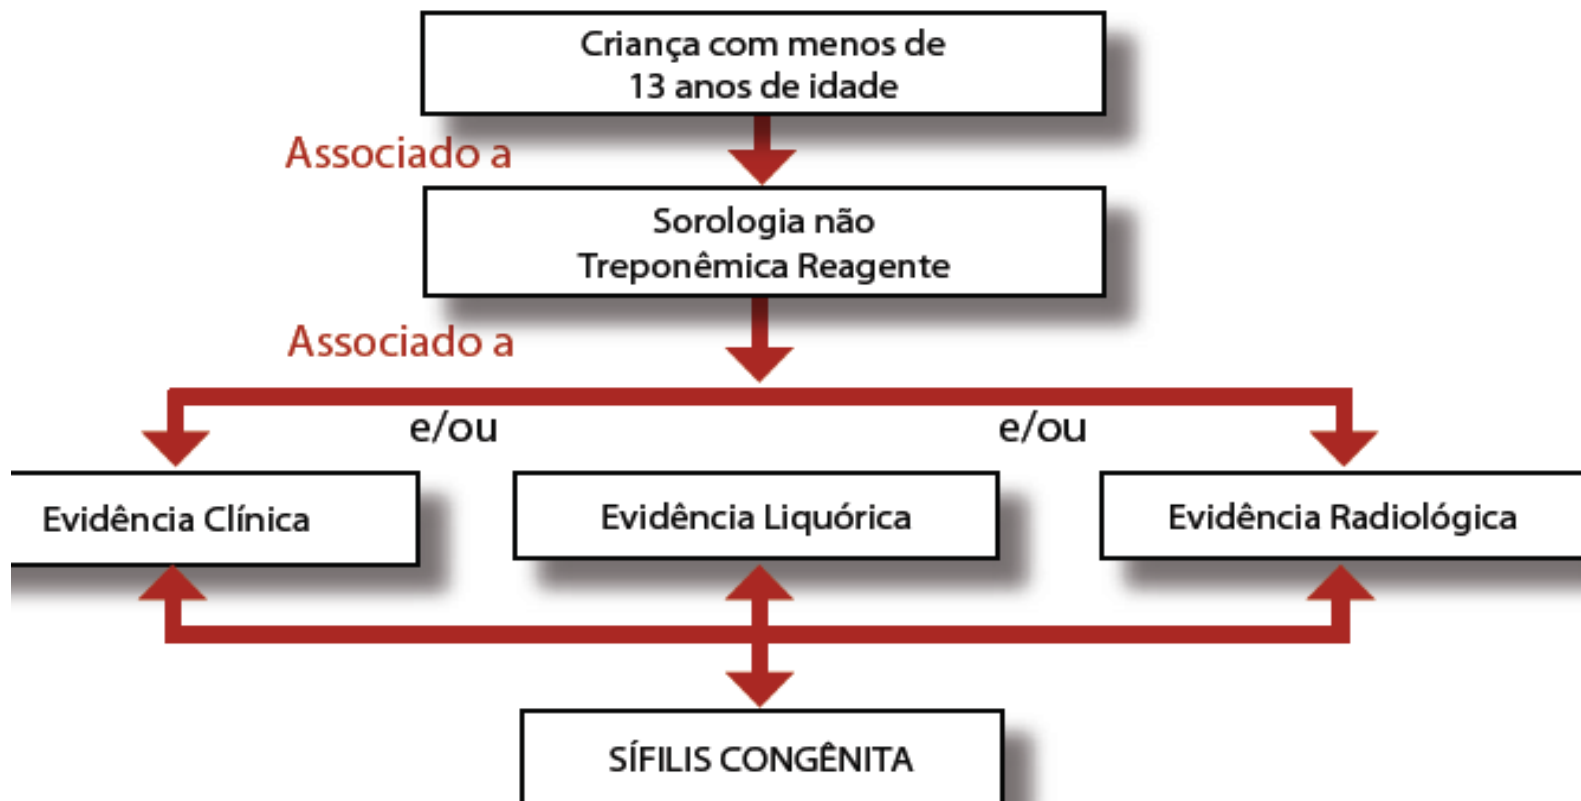 Criança com menos de
13 anos de idade
Associado a
Sorologia não
Treponêmica Reagente
Associado a
e/ou
e/ou
Evidência Clínica
Evidência Liquórica
Evidência Radiológica
SÍFILIS CONGÊNITA